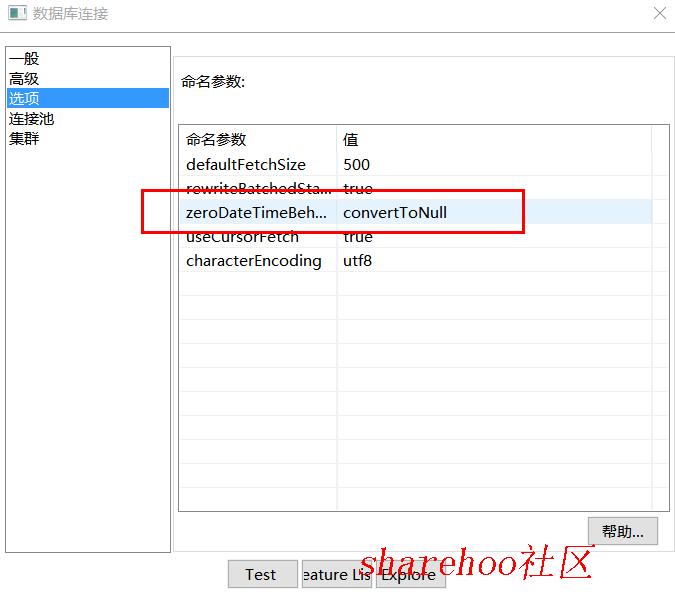 数据库连接
一般
高级
选项
连接池
集群
命名参数:
命名参数 值
defaultFetchSize 500
rewriteBatchedSta... true
zeroDateTimeBeh... convertToNull
useCursorFetch true
characterEncoding utf8
帮助...
Test eature Lis Explore
sharehoo社区